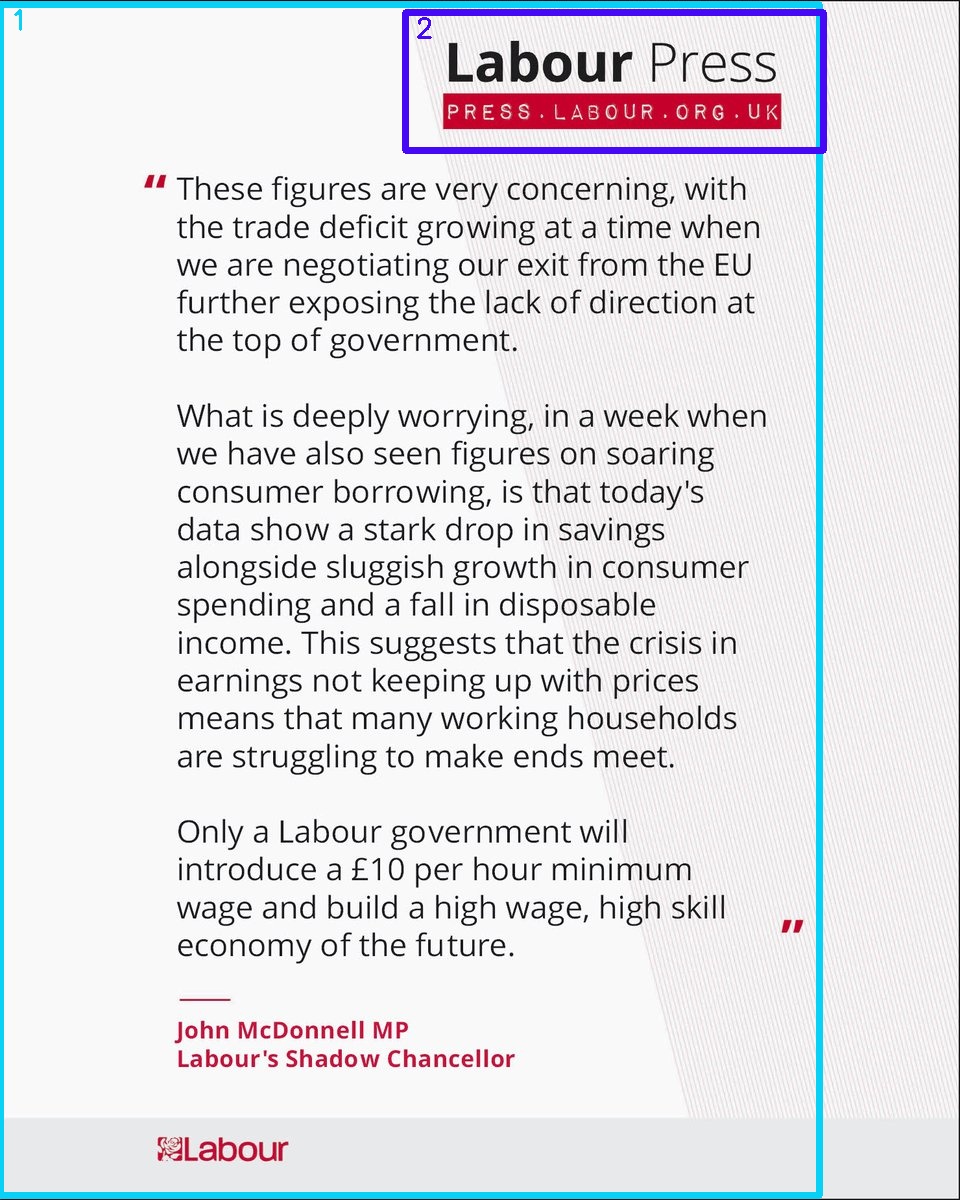 Labour Press
PRESS.LABOUR.ORG.UK
“ These figures are very concerning, with
the trade deficit growing at a time when
we are negotiating our exit from the EU
further exposing the lack of direction at
the top of government.
What is deeply worrying, in a week when
we have also seen figures on soaring
consumer borrowing, is that today's
data show a stark drop in savings
alongside sluggish growth in consumer
spending and a fall in disposable
income. This suggests that the crisis in
earnings not keeping up with prices
means that many working households
are struggling to make ends meet.
Only a Labour government will
introduce a £10 per hour minimum
wage and build a high wage, high skill
economy of the future. ”
John McDonnell MP
Labour's Shadow Chancellor
Labour